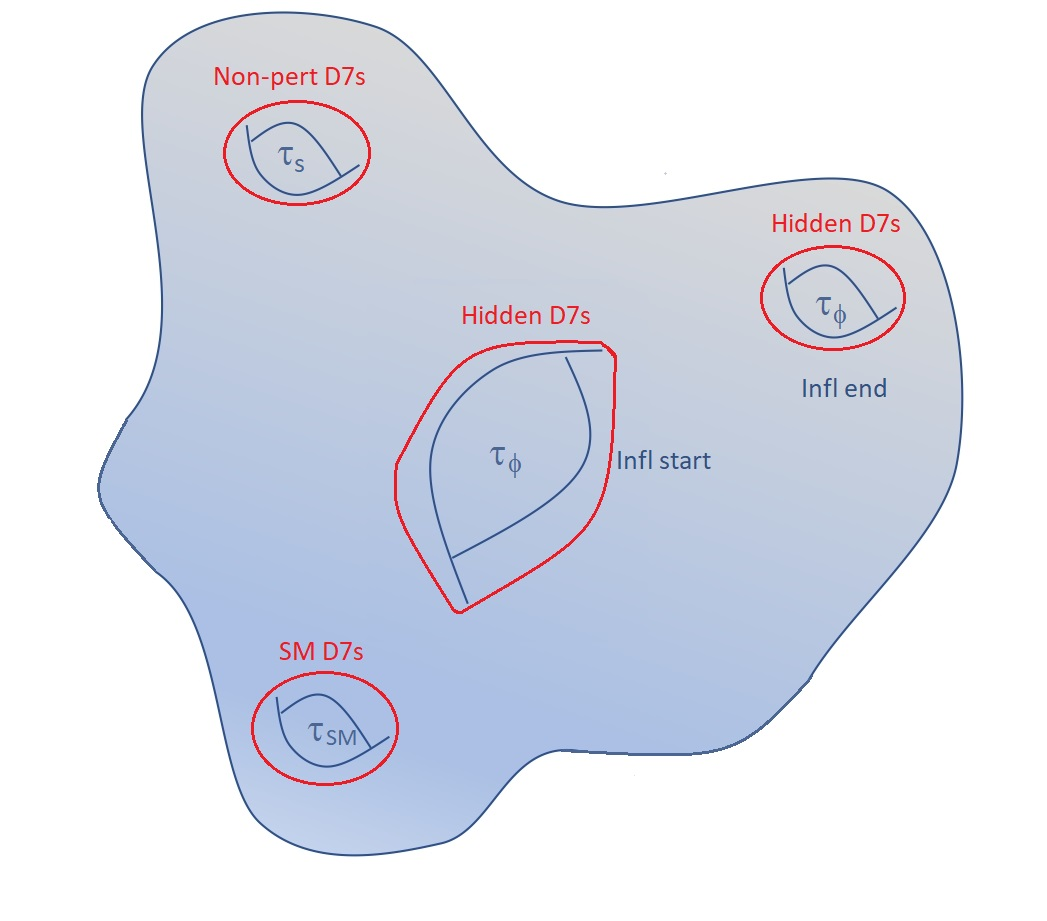 Non-pert D7s
τs
Hidden D7s
τϕ
Infl end
Hidden D7s
τϕ
Infl start
SM D7s
τSM